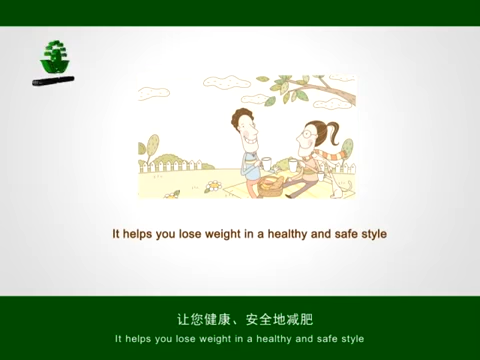 It helps you lose weight in a healthy and safe style
让您健康、安全地减肥
It helps you lose weight in a healthy and safe style